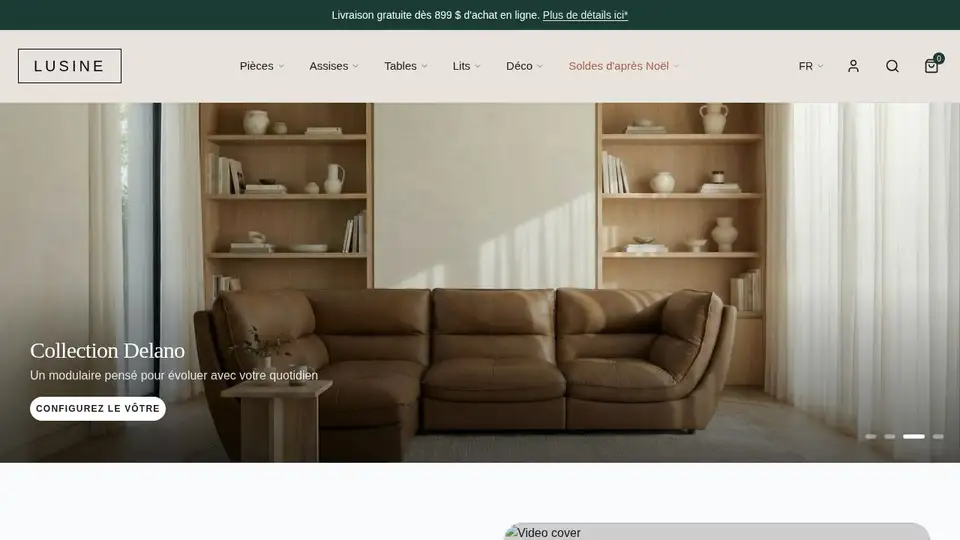 Livraison gratuite dès 899 $ d'achat en ligne. Plus de détails ici*
LUSINE
Pièces
Assises
Tables
Lits
Déco
Soldes d'après Noël
FR
0
Collection Delano
Un modulaire pensé pour évoluer avec votre quotidien
CONFIGUREZ LE VÔTRE
Video cover